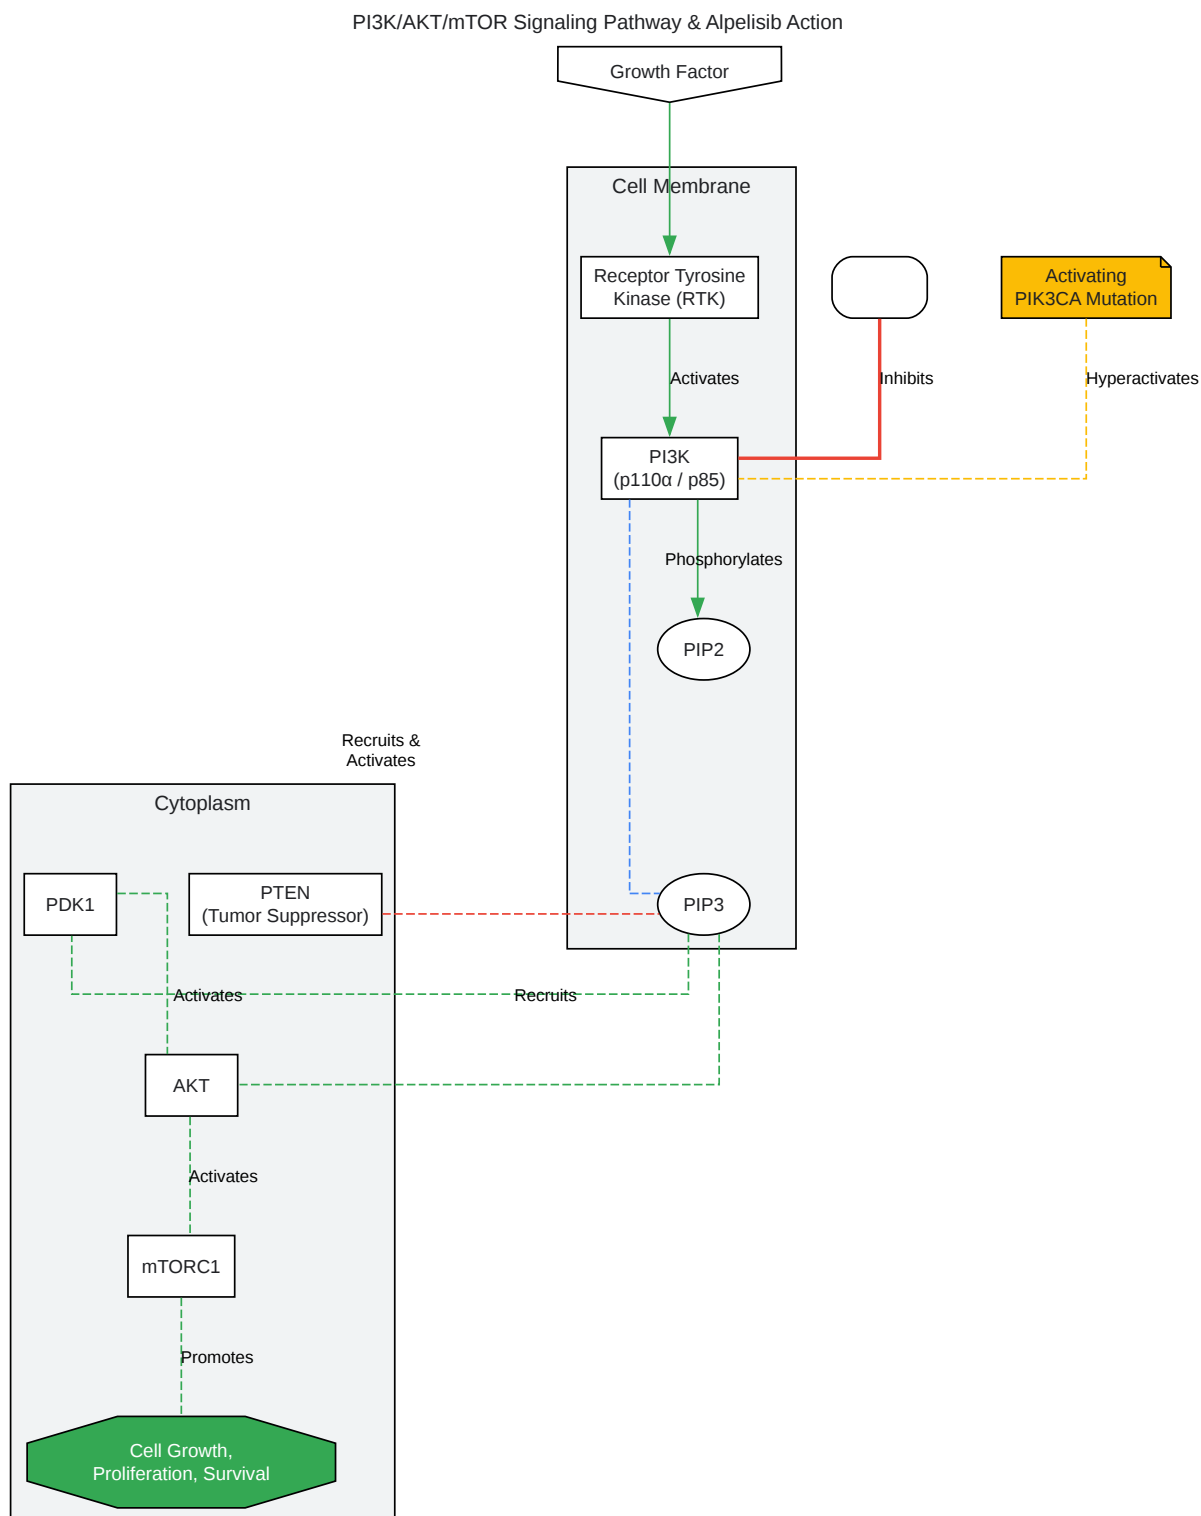 PI3K/AKT/mTOR Signaling Pathway & Alpelisib Action
Growth Factor
Cell Membrane
Receptor Tyrosine
Kinase (RTK)
Activating
PIK3CA Mutation
Activates
Inhibits
Hyperactivates
PI3K
(p110α / p85)
Phosphorylates
PIP2
Recruits &
Activates
Cytoplasm
PDK1
PTEN
(Tumor Suppressor)
PIP3
Activates
Recruits
AKT
Activates
mTORC1
Promotes
Cell Growth,
Proliferation, Survival